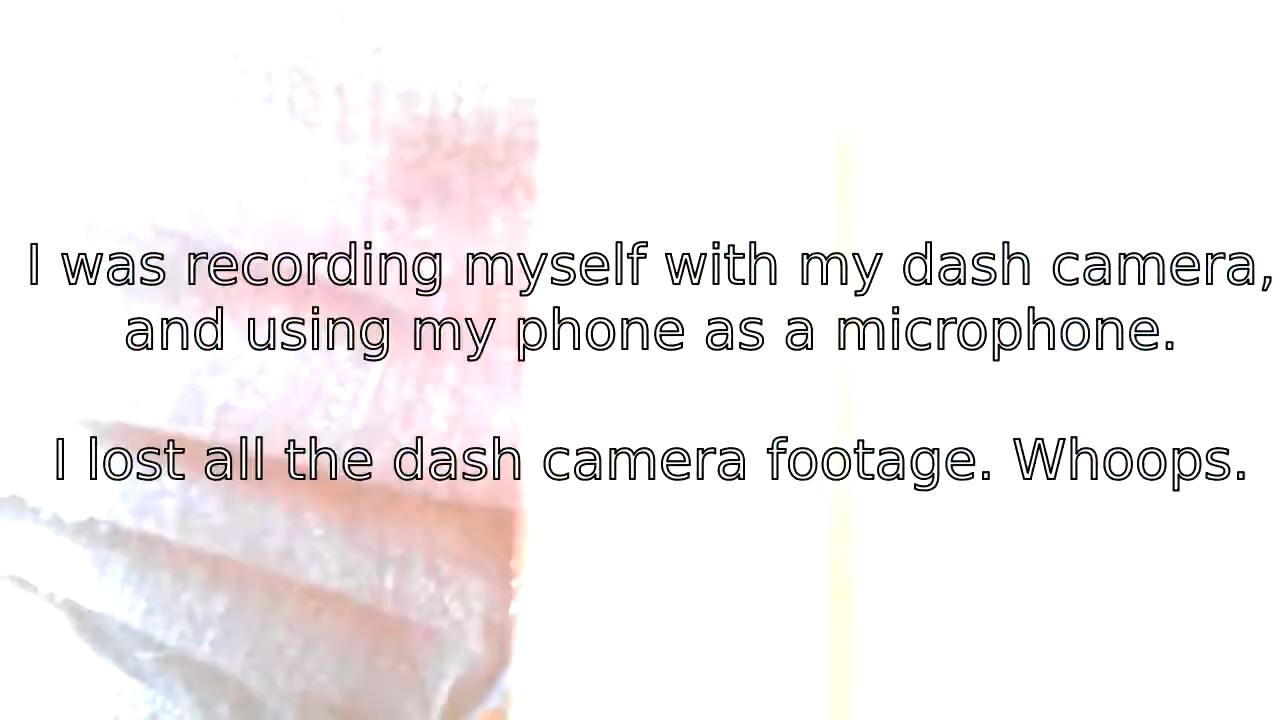 I was recording myself with my dash camera,
and using my phone as a microphone.
I lost all the dash camera footage. Whoops.